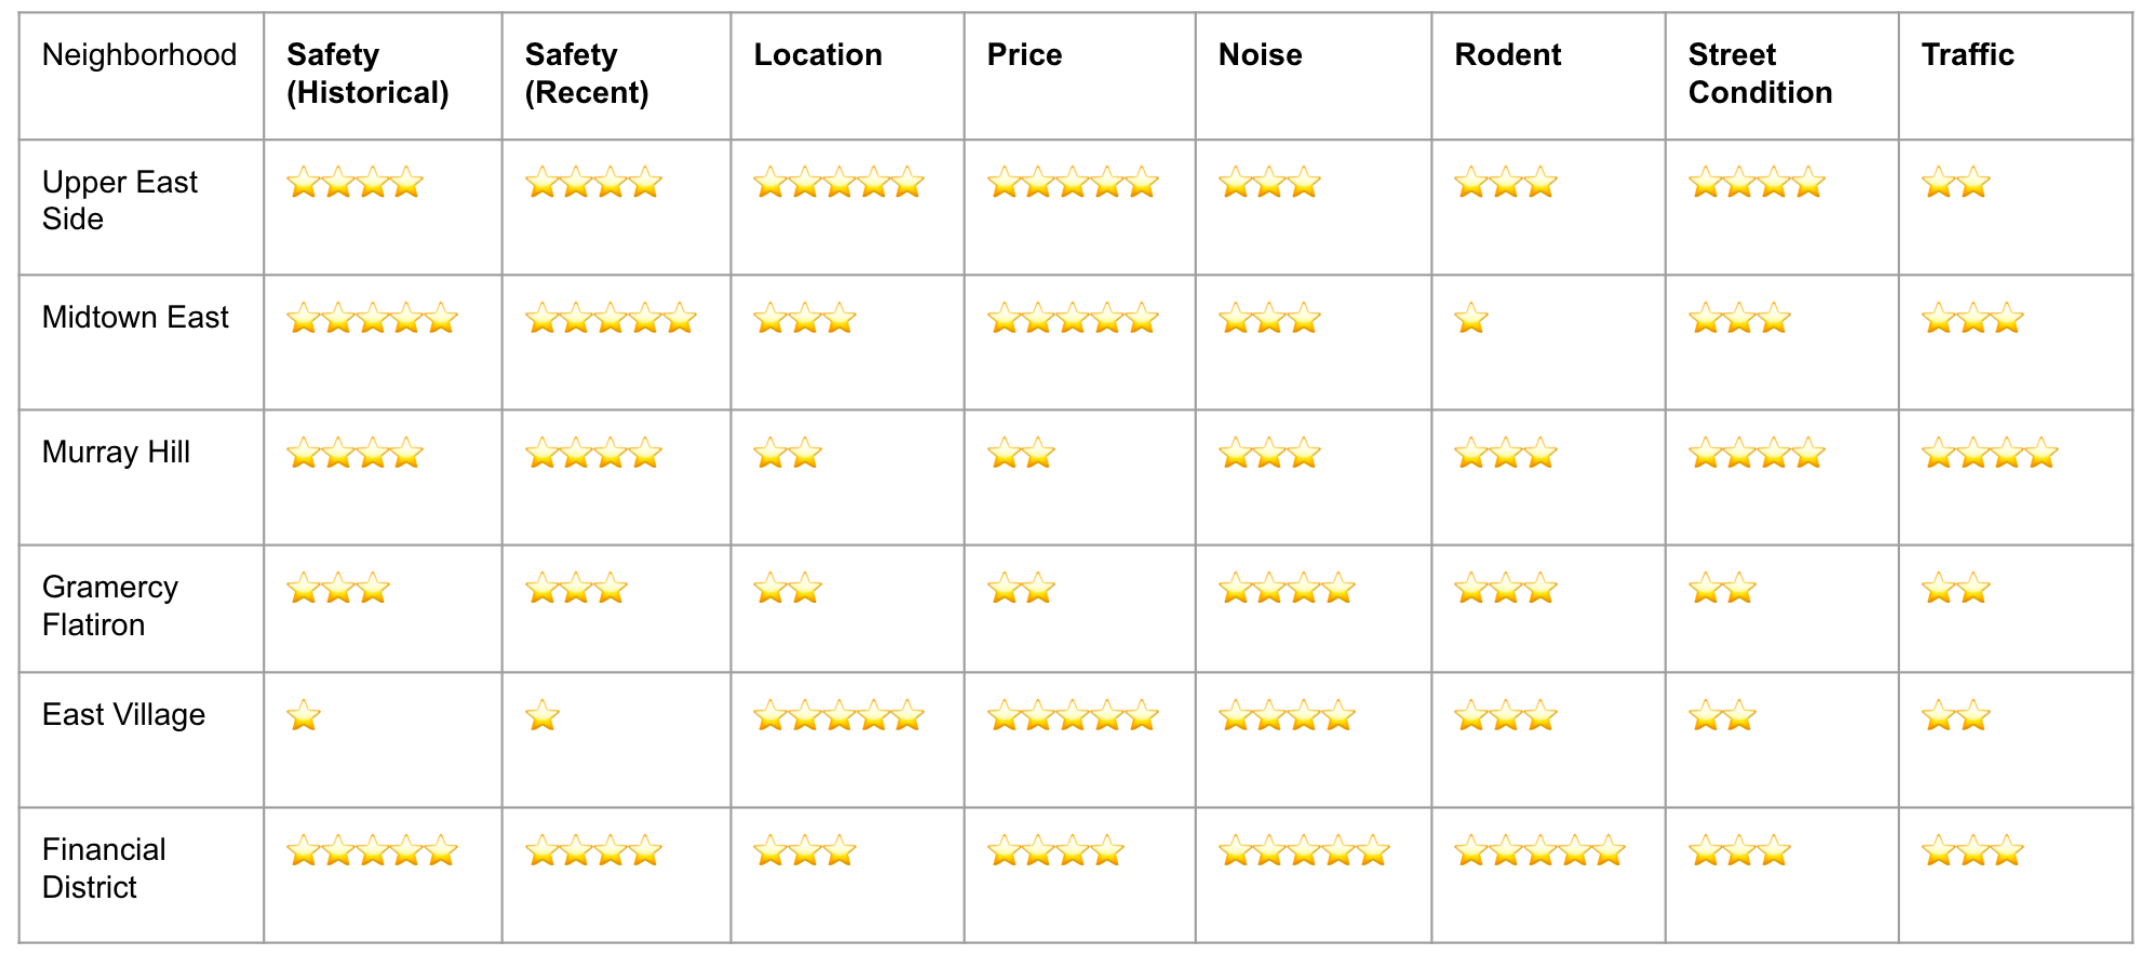 Neighborhood
Safety
(Historical)
Safety
(Recent)
Location
Price
Noise
Rodent
Street
Condition
Traffic
Upper East
Side
Midtown East
Murray Hill
Gramercy
Flatiron
East Village
Financial
District